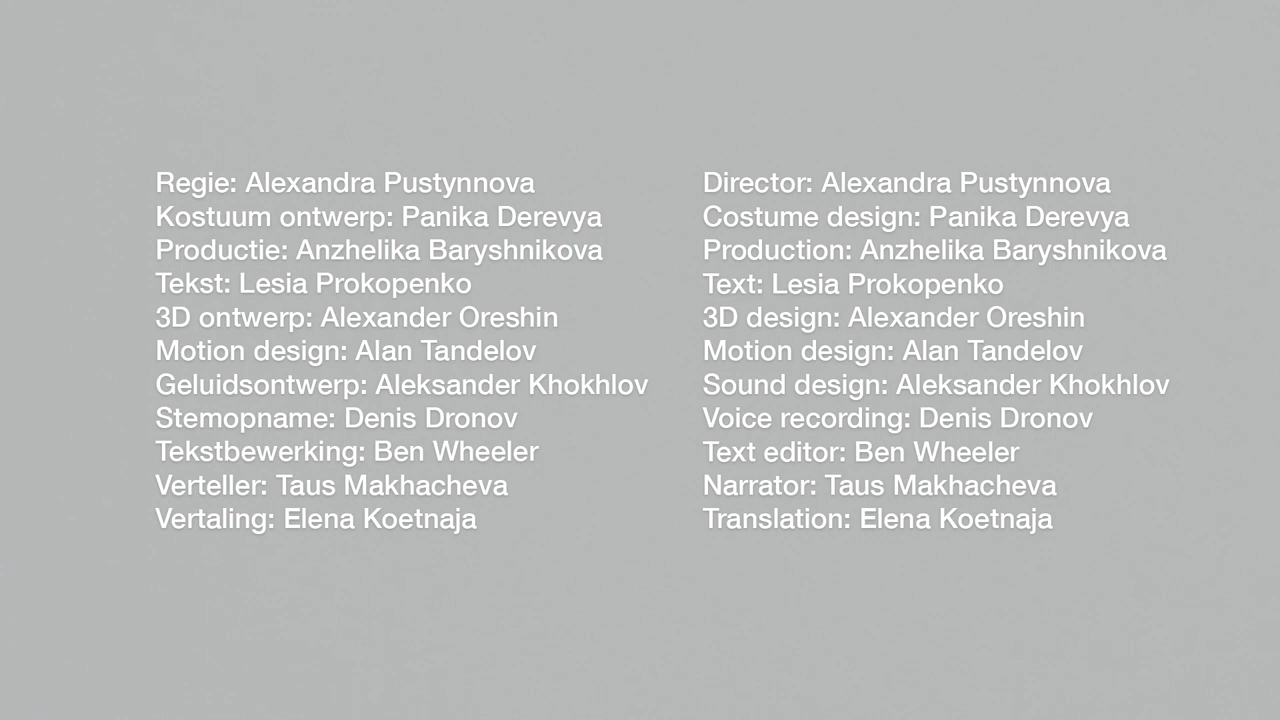 Regie: Alexandra Pustynnova
Kostuum ontwerp: Panika Derevya
Productie: Anzhelika Baryshnikova
Tekst: Lesia Prokopenko
3D ontwerp: Alexander Oreshin
Motion design: Alan Tandelov
Geluidsontwerp: Aleksander Khokhlov
Stemopname: Denis Dronov
Tekstbewerking: Ben Wheeler
Verteller: Taus Makhacheva
Vertaling: Elena Koetnaja
Director: Alexandra Pustynnova
Costume design: Panika Derevya
Production: Anzhelika Baryshnikova
Text: Lesia Prokopenko
3D design: Alexander Oreshin
Motion design: Alan Tandelov
Sound design: Aleksander Khokhlov
Voice recording: Denis Dronov
Text editor: Ben Wheeler
Narrator: Taus Makhacheva
Translation: Elena Koetnaja